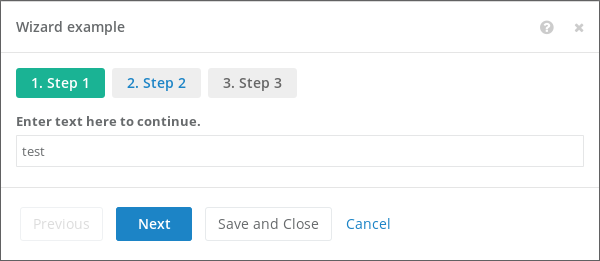 Wizard example
1. Step 1 2. Step 2 3. Step 3
Enter text here to continue.
test
Previous Next Save and Close Cancel